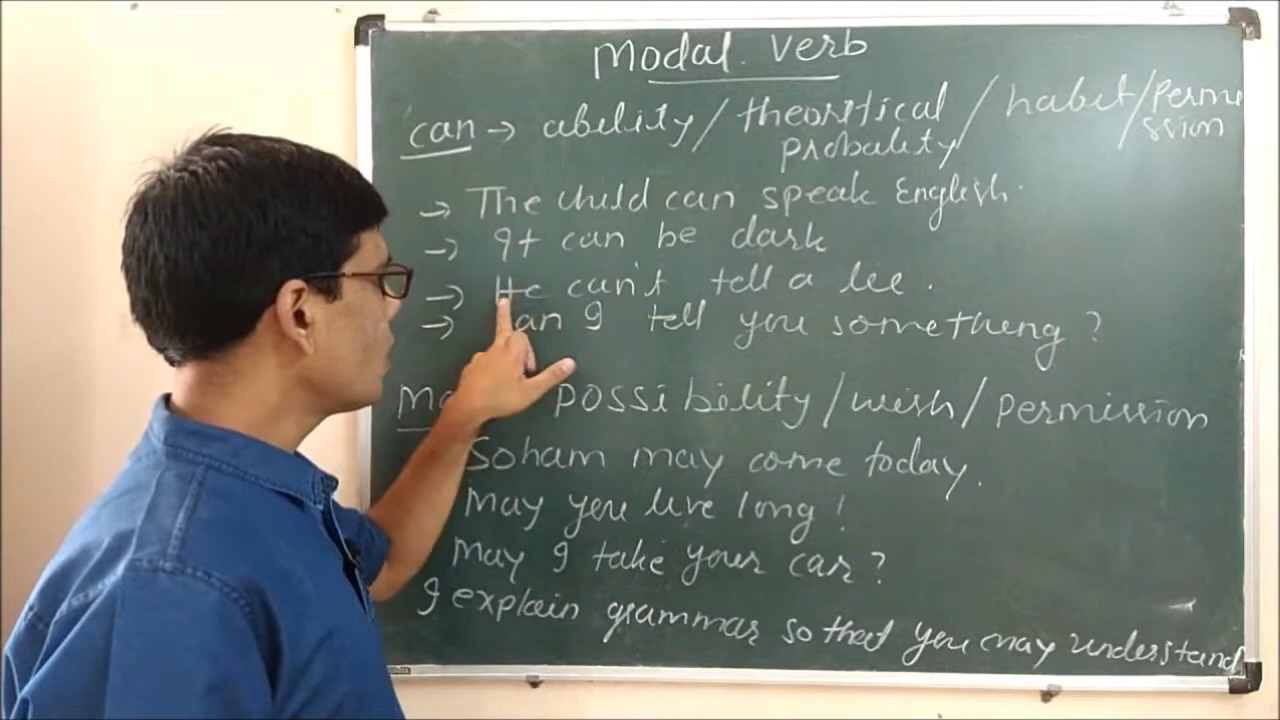 Modal verb
can → ability / theoritical probality / habit / permission
→ The child can speak English.
→ It can be dark
→ He can't tell a lie.
→ Can I tell you something?
possibility / wish / permission
Soham may come today.
May you live long!
May I take your car?
I explain grammar so that you may understand